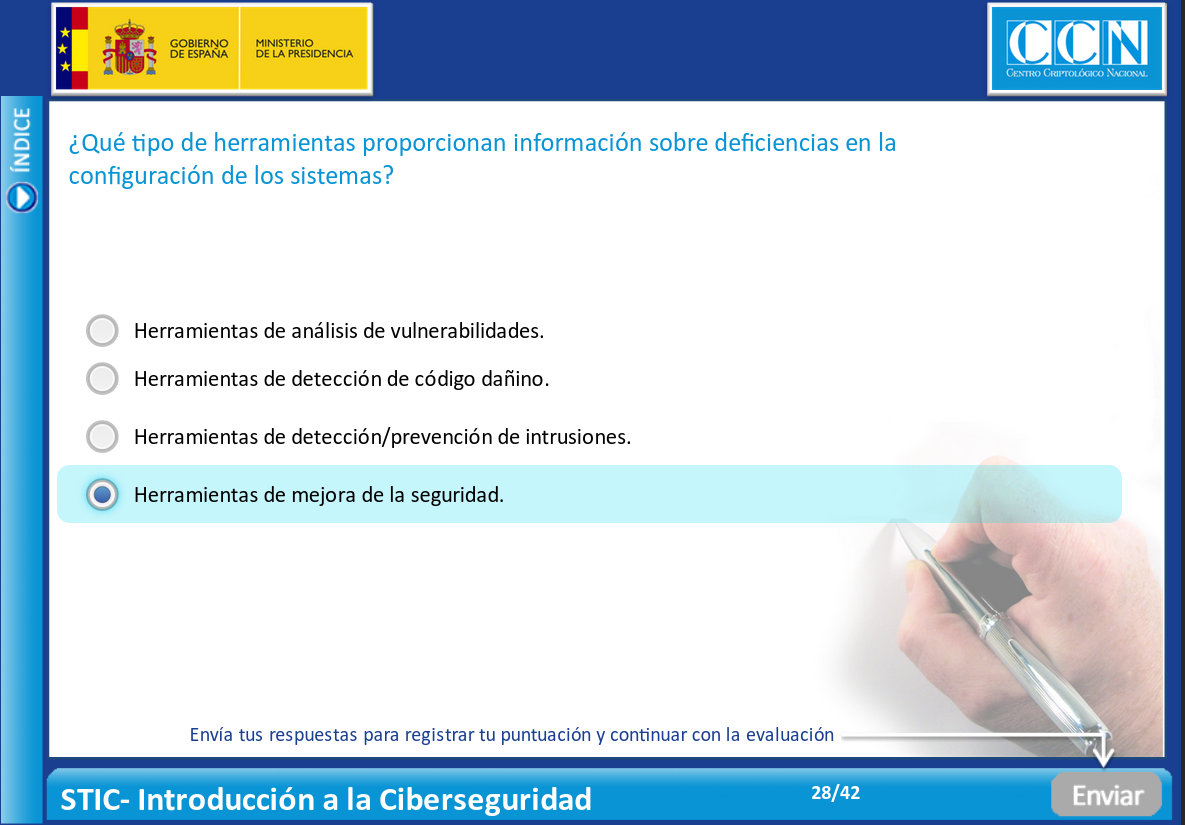 GOBIERNO
DE ESPAÑA
MINISTERIO
DE LA PRESIDENCIA
CCN
CENTRO CRIPTOLÓGICO NACIONAL
ÍNDICE
¿Qué tipo de herramientas proporcionan información sobre deficiencias en la
configuración de los sistemas?
Herramientas de análisis de vulnerabilidades.
Herramientas de detección de código dañino.
Herramientas de detección/prevención de intrusiones.
Herramientas de mejora de la seguridad.
Envía tus respuestas para registrar tu puntuación y continuar con la evaluación
STIC- Introducción a la Ciberseguridad
28/42
Enviar